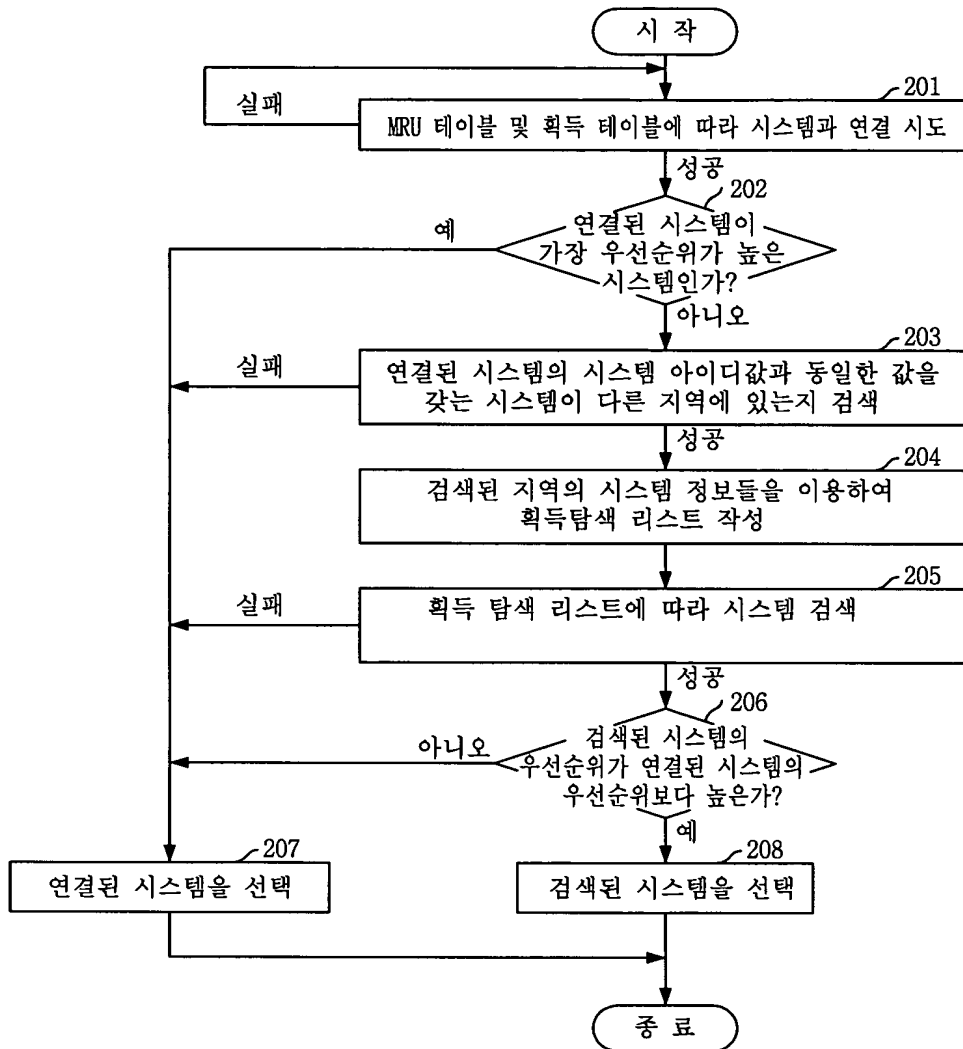 시 작
실패
201
MRU 테이블 및 획득 테이블에 따라 시스템과 연결 시도
성공
202
예
연결된 시스템이
가장 우선순위가 높은
시스템인가?
아니오
203
실패
연결된 시스템의 시스템 아이디값과 동일한 값을
갖는 시스템이 다른 지역에 있는지 검색
성공
204
검색된 지역의 시스템 정보들을 이용하여
획득탐색 리스트 작성
205
실패
획득 탐색 리스트에 따라 시스템 검색
성공
206
아니오
검색된 시스템의
우선순위가 연결된 시스템의
우선순위보다 높은가?
예
207
연결된 시스템을 선택
208
검색된 시스템을 선택
종 료